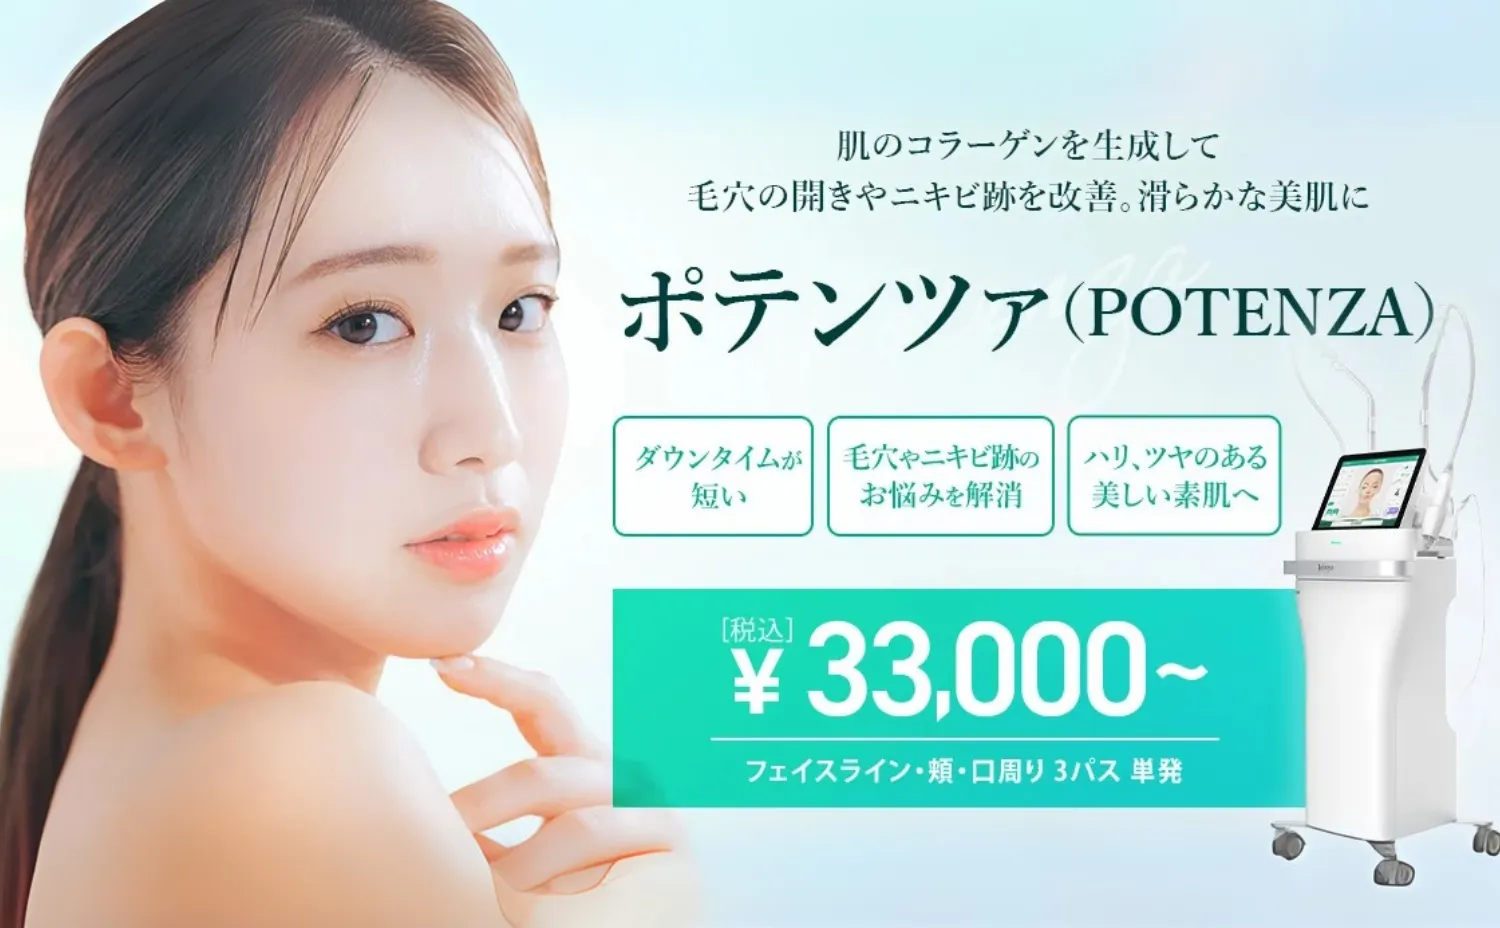 肌のコラーゲンを生成して
毛穴の開きやニキビ跡を改善。滑らかな美肌に
ポテンツァ(POTENZA)
ダウンタイムが
短い
毛穴やニキビ跡の
お悩みを解消
ハリ、ツヤのある
美しい素肌へ
[税込]
¥33,000~
フェイスライン・頬・口周り 3パス 単発